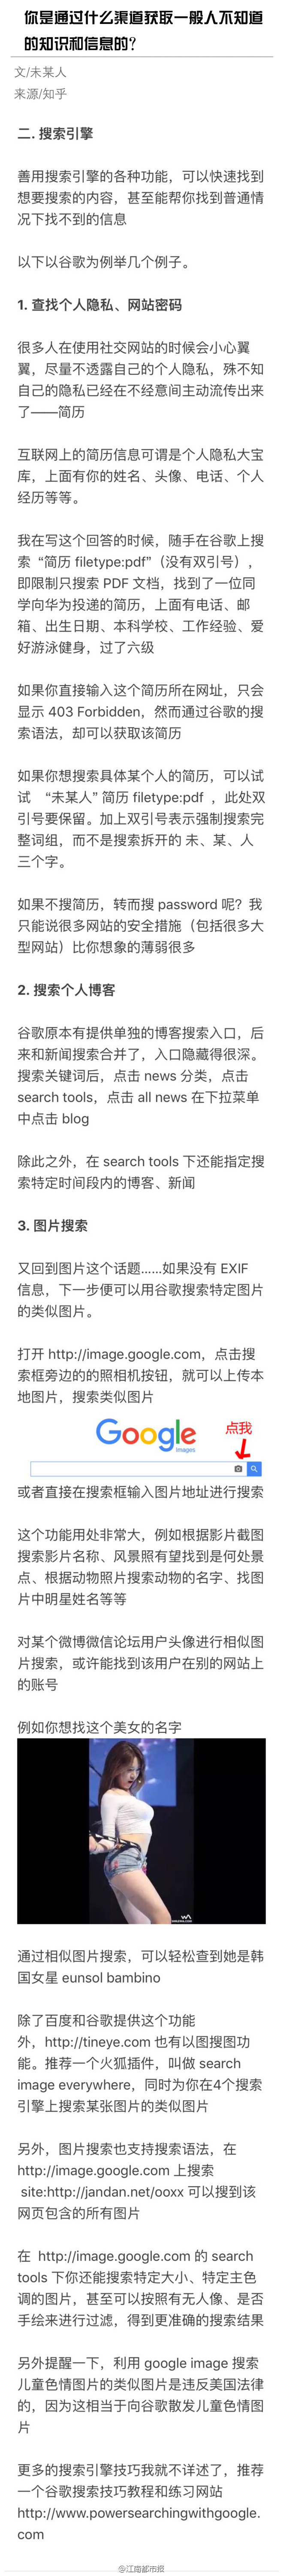 你是通过什么渠道获取一般人不知道
的知识和信息的？
文/未某人
来源/知乎
二. 搜索引擎
善用搜索引擎的各种功能，可以快速找到
想要搜索的内容，甚至能帮你找到普通情
况下找不到的信息
以下以谷歌为例举几个例子。
1. 查找个人隐私、网站密码
很多人在使用社交网站的时候会小心翼
翼，尽量不透露自己的个人隐私，殊不知
自己的隐私已经在不经意间主动流传出来
了——简历
互联网上的简历信息可谓是个人隐私大宝
库，上面有你的姓名、头像、电话、个人
经历等等。
我在写这个回答的时候，随手在谷歌上搜
索“简历 filetype:pdf”（没有双引号），
即限制只搜索 PDF 文档，找到了一位同
学向华为投递的简历，上面有电话、邮
箱、出生日期、本科学校、工作经验、爱
好游泳健身，过了六级
如果你直接输入这个简历所在网址，只会
显示 403 Forbidden，然而通过谷歌的搜
索语法，却可以获取该简历
如果你想搜索具体某个人的简历，可以试
试 “未某人” 简历 filetype:pdf ，此处双
引号要保留。加上双引号表示强制搜索完
整词组，而不是搜索拆开的 未、某、人
三个字。
如果不搜简历，转而搜 password 呢？我
只能说很多网站的安全措施（包括很多大
型网站）比你想象的薄弱很多
2. 搜索个人博客
谷歌原本有提供单独的博客搜索入口，后
来和新闻搜索合并了，入口隐藏得很深。
搜索关键词后，点击 news 分类，点击
search tools，点击 all news 在下拉菜单
中点击 blog
除此之外，在 search tools 下还能指定搜
索特定时间段内的博客、新闻
3. 图片搜索
又回到图片这个话题……如果没有 EXIF
信息，下一步便可以用谷歌搜索特定图片
的类似图片。
打开 http://image.google.com，点击搜
索框旁边的的照相机按钮，就可以上传本
地图片，搜索类似图片
Google
Images
点我
或者直接在搜索框输入图片地址进行搜索
这个功能用处非常大，例如根据影片截图
搜索影片名称、风景照有望找到是何处景
点、根据动物照片搜索动物的名字、找图
片中明星姓名等等
对某个微博微信论坛用户头像进行相似图
片搜索，或许能找到该用户在别的网站上
的账号
例如你想找这个美女的名字
通过相似图片搜索，可以轻松查到她是韩
国女星 eunsol bambino
除了百度和谷歌提供这个功能
外，http://tineye.com 也有以图搜图功
能。推荐一个火狐插件，叫做 search
image everywhere，同时为你在4个搜索
引擎上搜索某张图片的类似图片
另外，图片搜索也支持搜索语法，在
http://image.google.com 上搜索
site:http://jandan.net/ooxx 可以搜到该
网页包含的所有图片
在 http://image.google.com 的 search
tools 下你还能搜索特定大小、特定主色
调的图片，甚至可以按照有无人像、是否
手绘来进行过滤，得到更准确的搜索结果
另外提醒一下，利用 google image 搜索
儿童色情图片的类似图片是违反美国法律
的，因为这相当于向谷歌散发儿童色情图
片
更多的搜索引擎技巧我就不详述了，推荐
一个谷歌搜索技巧教程和练习网站
http://www.powersearchingwithgoogle.
com
@江南都市报